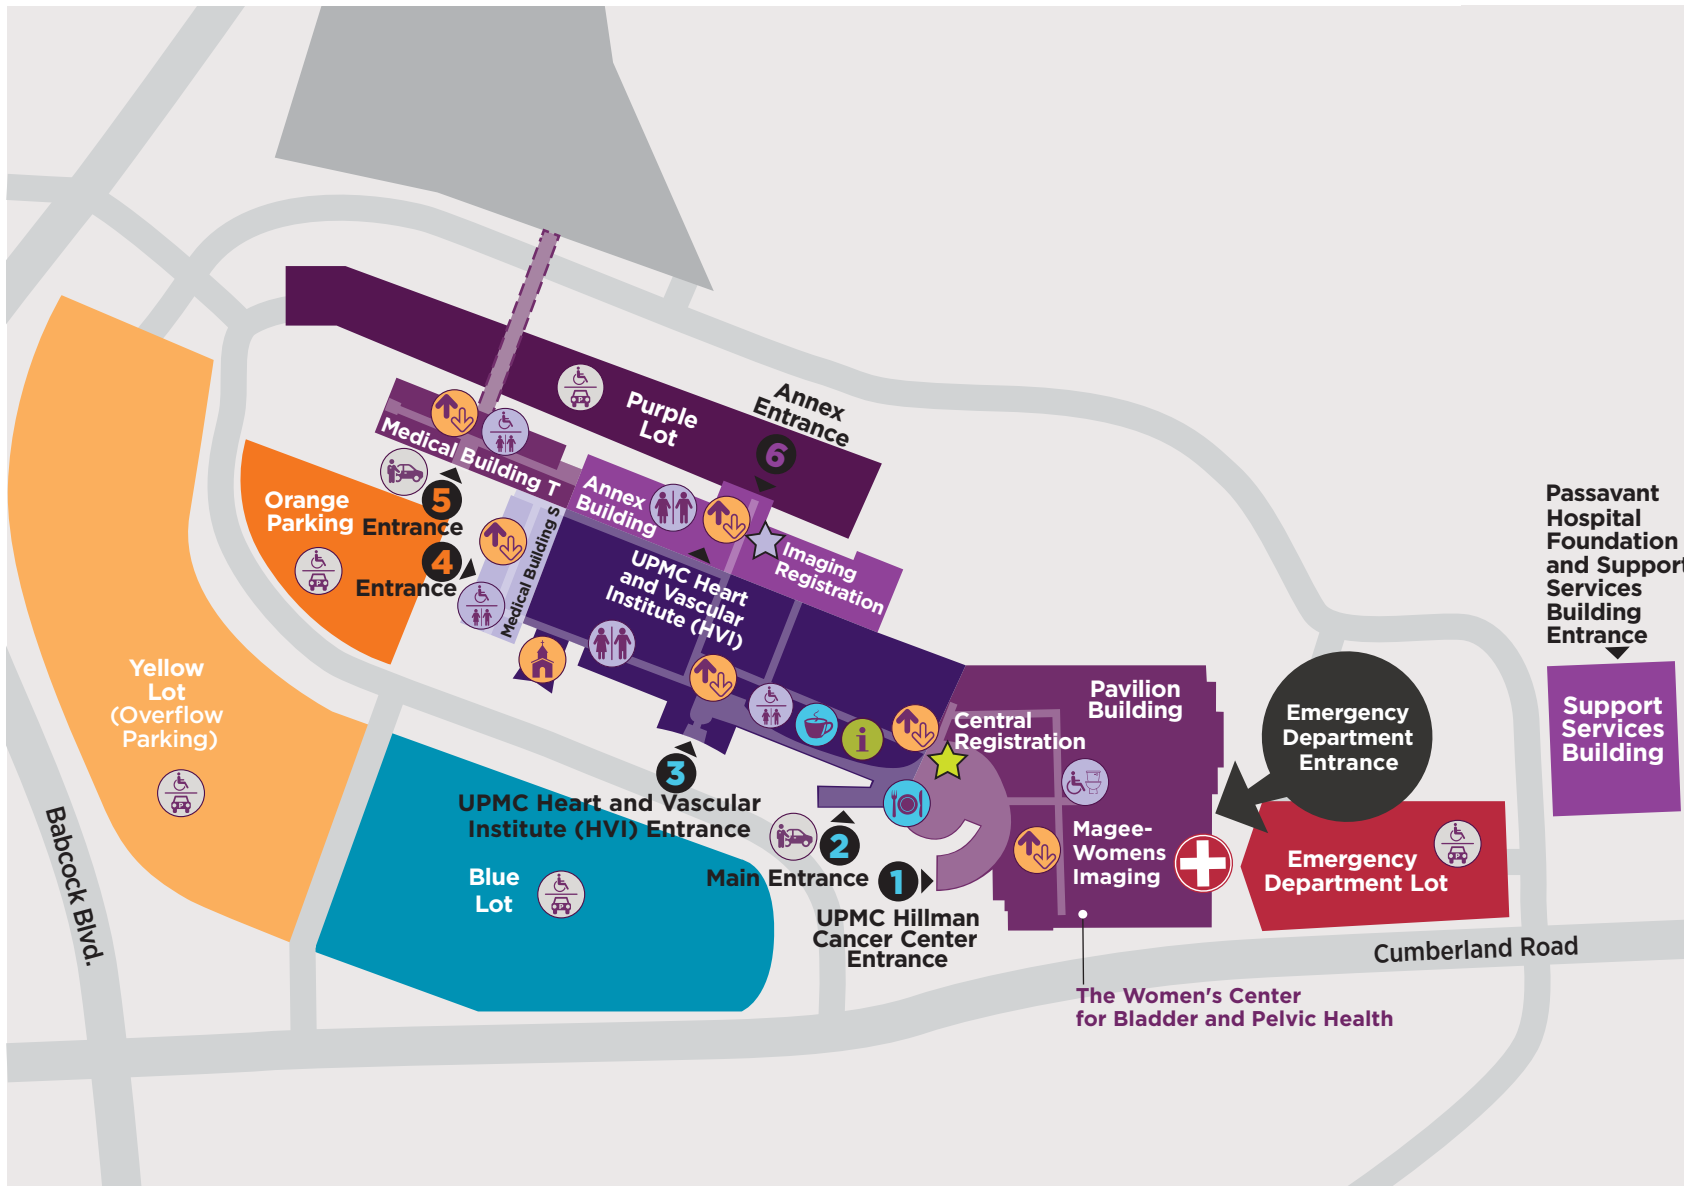 Annex
Entrance
6
Purple
Lot
Medical Building T
5
Entrance
4
Entrance
Orange
Parking
Annex
Building
Medical Building S
Imaging
Registration
UPMC Heart
and Vascular
Institute (HVI)
Yellow
Lot
(Overflow
Parking)
Babcock Blvd.
3
UPMC Heart and Vascular
Institute (HVI) Entrance
Blue
Lot
2
Main Entrance
1
UPMC Hillman
Cancer Center
Entrance
Central
Registration
Pavilion
Building
Magee-
Womens
Imaging
The Women's Center
for Bladder and Pelvic Health
Emergency
Department
Entrance
Emergency
Department Lot
Cumberland Road
Passavant
Hospital
Foundation
and Support
Services
Building
Entrance
Support
Services
Building
i
P
P
P
P
P